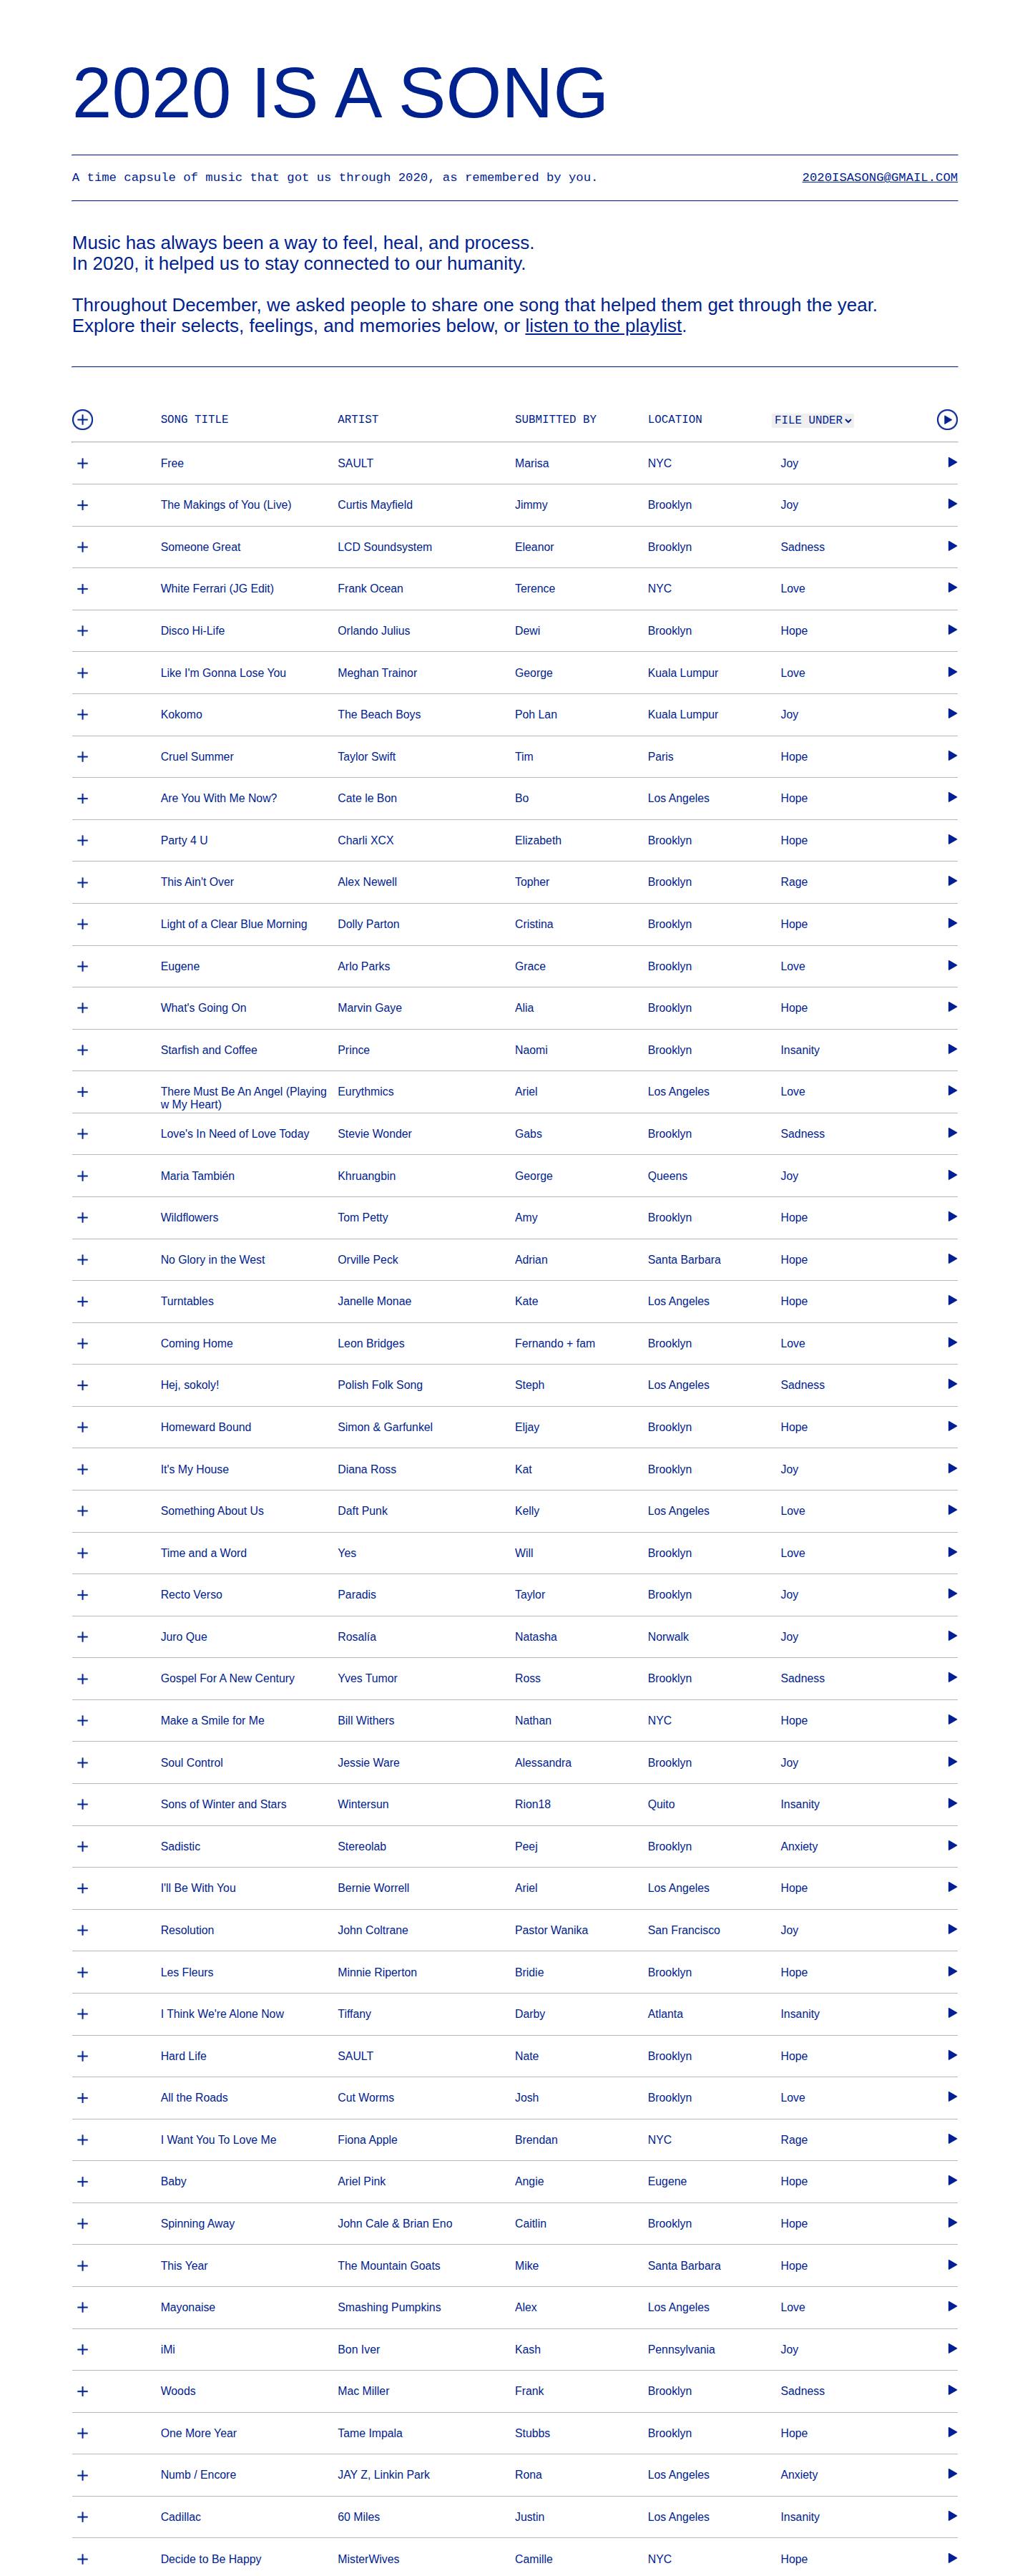 2020 IS A SONG
A time capsule of music that got us through 2020, as remembered by you. 2020ISASONG@GMAIL.COM
Music has always been a way to feel, heal, and process.
In 2020, it helped us to stay connected to our humanity.
Throughout December, we asked people to share one song that helped them get through the year.
Explore their selects, feelings, and memories below, or listen to the playlist.
SONG TITLE ARTIST SUBMITTED BY LOCATION FILE UNDER
Free SAULT Marisa NYC Joy
The Makings of You (Live) Curtis Mayfield Jimmy Brooklyn Joy
Someone Great LCD Soundsystem Eleanor Brooklyn Sadness
White Ferrari (JG Edit) Frank Ocean Terence NYC Love
Disco Hi-Life Orlando Julius Dewi Brooklyn Hope
Like I'm Gonna Lose You Meghan Trainor George Kuala Lumpur Love
Kokomo The Beach Boys Poh Lan Kuala Lumpur Joy
Cruel Summer Taylor Swift Tim Paris Hope
Are You With Me Now? Cate le Bon Bo Los Angeles Hope
Party 4 U Charli XCX Elizabeth Brooklyn Hope
This Ain't Over Alex Newell Topher Brooklyn Rage
Light of a Clear Blue Morning Dolly Parton Cristina Brooklyn Hope
Eugene Arlo Parks Grace Brooklyn Love
What's Going On Marvin Gaye Alia Brooklyn Hope
Starfish and Coffee Prince Naomi Brooklyn Insanity
There Must Be An Angel (Playing Eurythmics Ariel Los Angeles Love
w My Heart)
Love's In Need of Love Today Stevie Wonder Gabs Brooklyn Sadness
Maria También Khruangbin George Queens Joy
Wildflowers Tom Petty Amy Brooklyn Hope
No Glory in the West Orville Peck Adrian Santa Barbara Hope
Turntables Janelle Monae Kate Los Angeles Hope
Coming Home Leon Bridges Fernando + fam Brooklyn Love
Hej, sokoly! Polish Folk Song Steph Los Angeles Sadness
Homeward Bound Simon & Garfunkel Eljay Brooklyn Hope
It's My House Diana Ross Kat Brooklyn Joy
Something About Us Daft Punk Kelly Los Angeles Love
Time and a Word Yes Will Brooklyn Love
Recto Verso Paradis Taylor Brooklyn Joy
Juro Que Rosalía Natasha Norwalk Joy
Gospel For A New Century Yves Tumor Ross Brooklyn Sadness
Make a Smile for Me Bill Withers Nathan NYC Hope
Soul Control Jessie Ware Alessandra Brooklyn Joy
Sons of Winter and Stars Wintersun Rion18 Quito Insanity
Sadistic Stereolab Peej Brooklyn Anxiety
I'll Be With You Bernie Worrell Ariel Los Angeles Hope
Resolution John Coltrane Pastor Wanika San Francisco Joy
Les Fleurs Minnie Riperton Bridie Brooklyn Hope
I Think We're Alone Now Tiffany Darby Atlanta Insanity
Hard Life SAULT Nate Brooklyn Hope
All the Roads Cut Worms Josh Brooklyn Love
I Want You To Love Me Fiona Apple Brendan NYC Rage
Baby Ariel Pink Angie Eugene Hope
Spinning Away John Cale & Brian Eno Caitlin Brooklyn Hope
This Year The Mountain Goats Mike Santa Barbara Hope
Mayonaise Smashing Pumpkins Alex Los Angeles Love
iMi Bon Iver Kash Pennsylvania Joy
Woods Mac Miller Frank Brooklyn Sadness
One More Year Tame Impala Stubbs Brooklyn Hope
Numb / Encore JAY Z, Linkin Park Rona Los Angeles Anxiety
Cadillac 60 Miles Justin Los Angeles Insanity
Decide to Be Happy MisterWives Camille NYC Hope